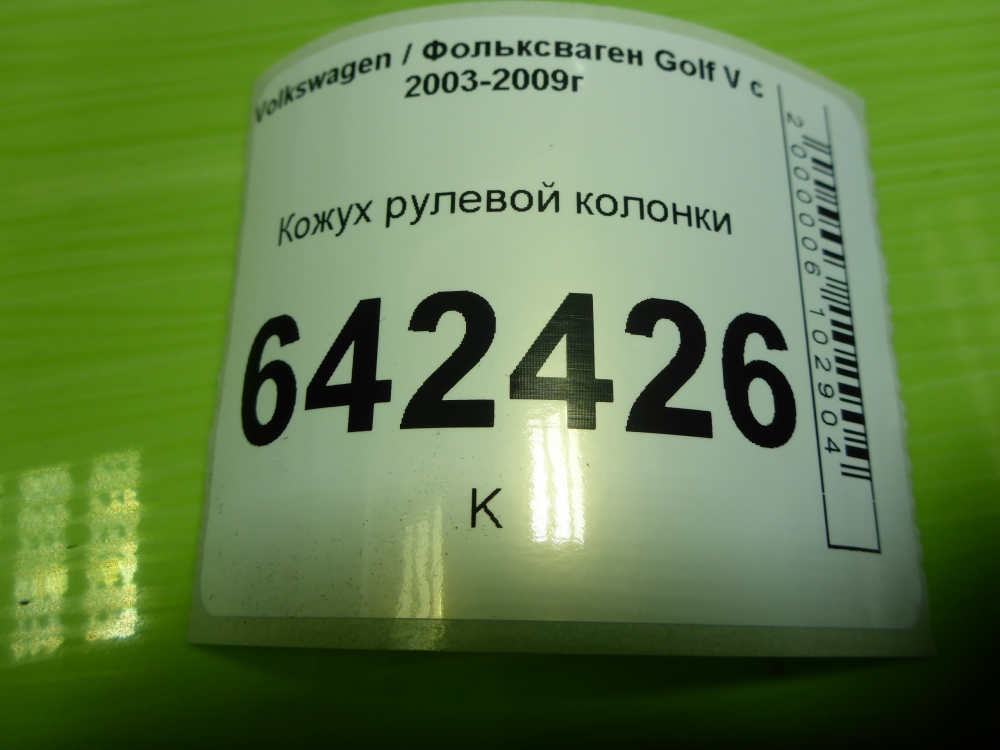 Volkswagen / Фольксваген Golf V с
2003-2009г
Кожух рулевой колонки
642426
К
2000006102904